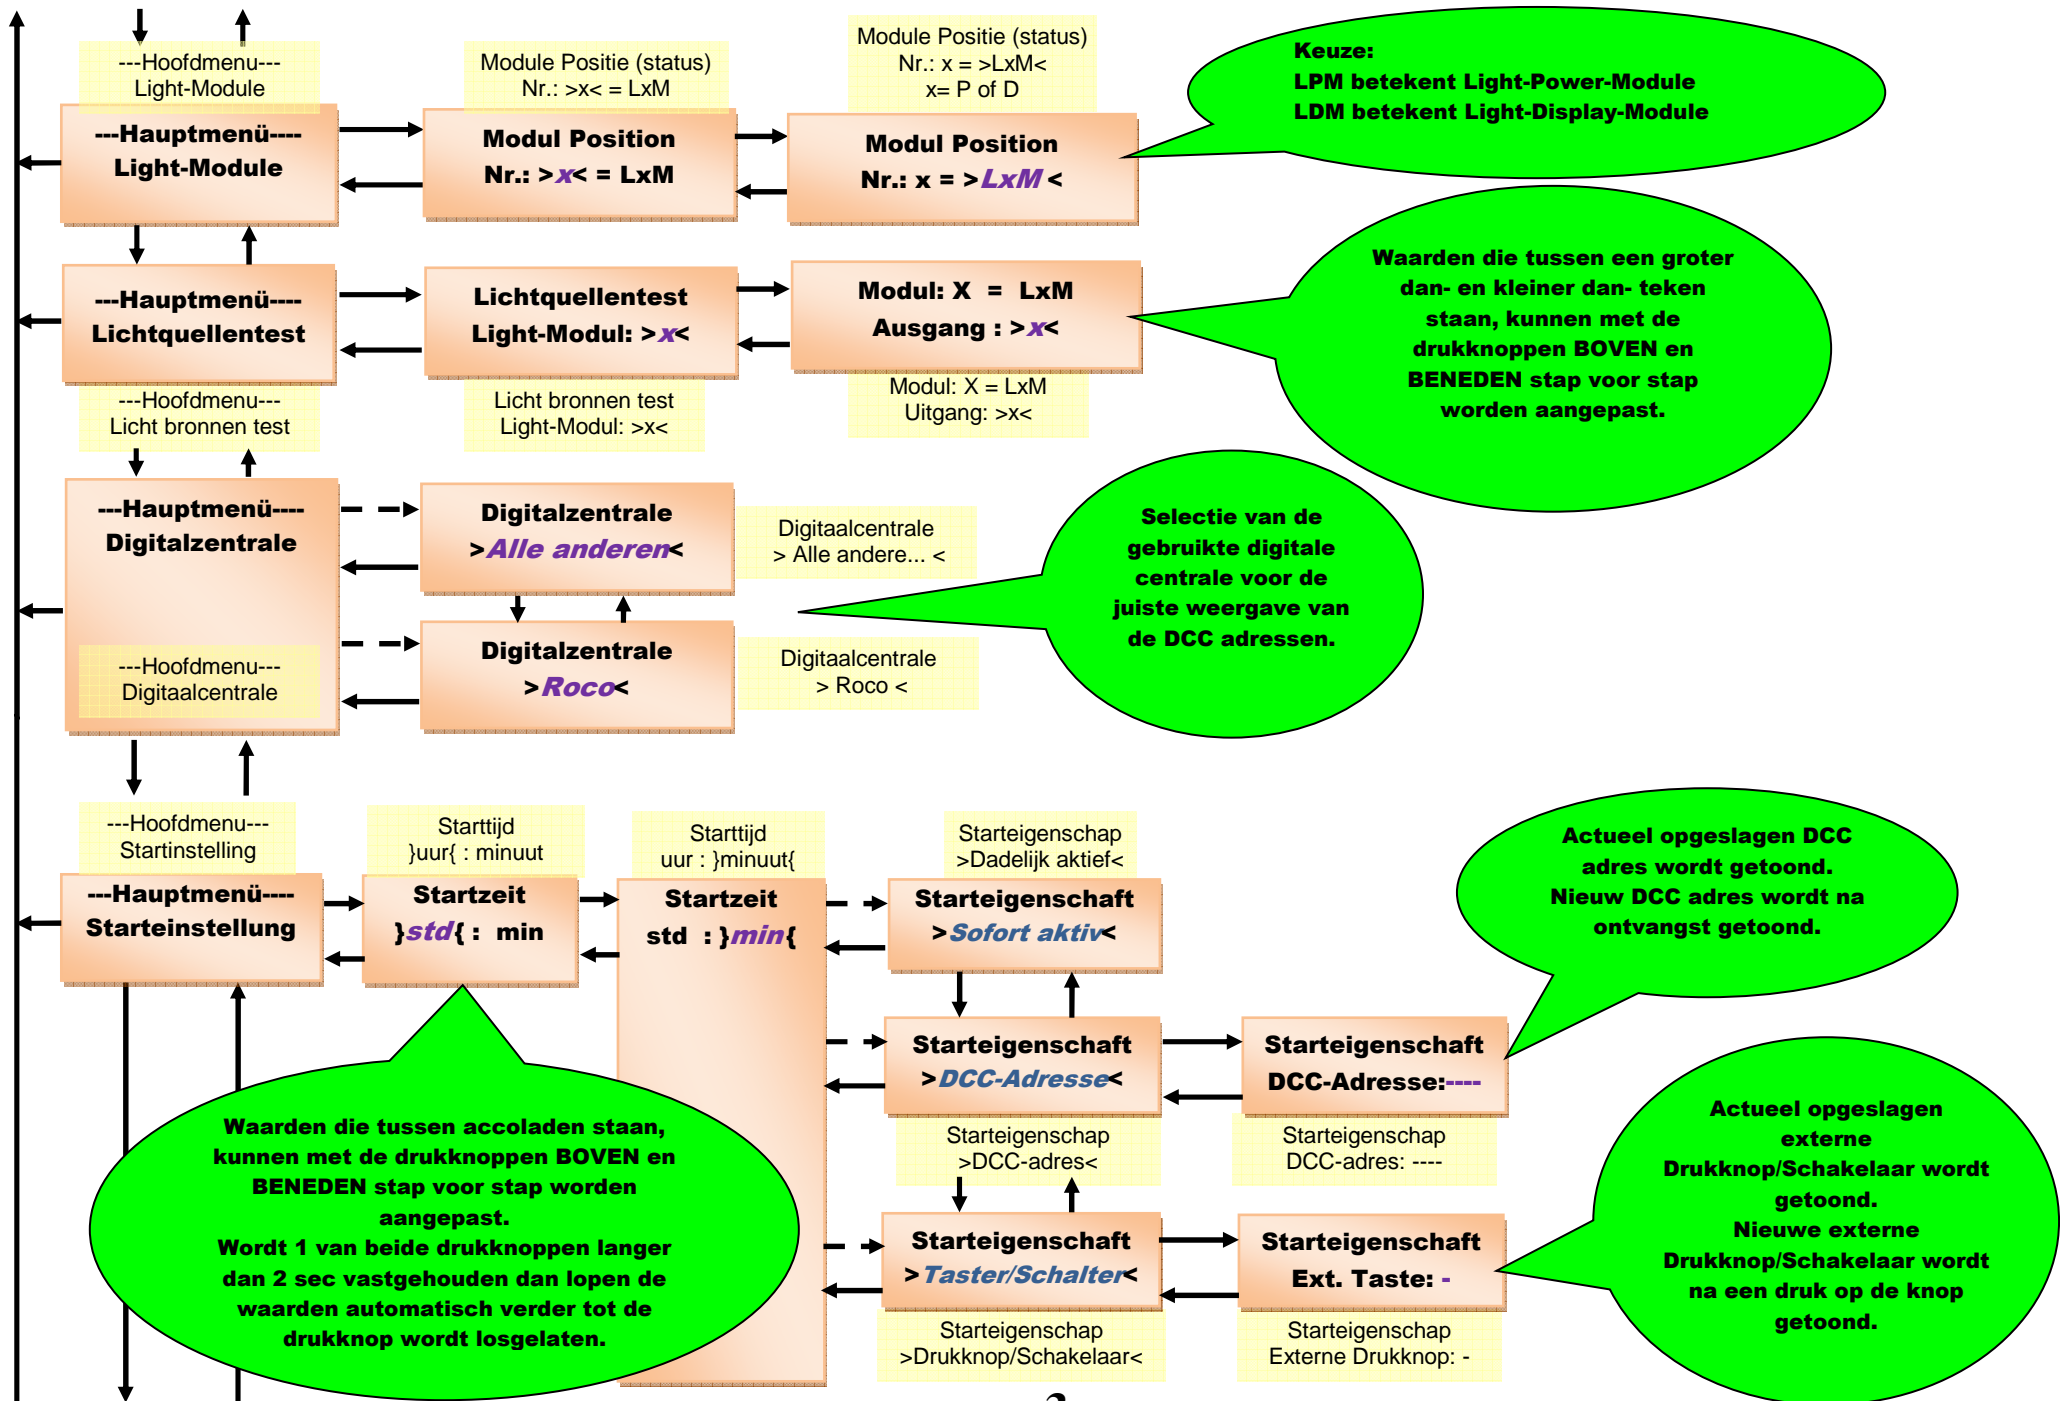 ---Hoofdmenu---
Light-Module
---Hauptmenü----
Light-Module
Module Positie (status)
Nr.: >x< = LxM
Modul Position
Nr.: >x< = LxM
Module Positie (status)
Nr.: x = >LxM<
x= P of D
Modul Position
Nr.: x = >LxM <
Keuze:
LPM betekent Light-Power-Module
LDM betekent Light-Display-Module
---Hauptmenü----
Lichtquellentest
---Hoofdmenu---
Licht bronnen test
Lichtquellentest
Light-Modul: >x<
Licht bronnen test
Light-Modul: >x<
Modul: X = LxM
Ausgang : >x<
Modul: X = LxM
Uitgang: >x<
Waarden die tussen een groter
dan- en kleiner dan- teken
staan, kunnen met de
drukknoppen BOVEN en
BENEDEN stap voor stap
worden aangepast.
---Hauptmenü----
Digitalzentrale
---Hoofdmenu---
Digitaalcentrale
Digitalzentrale
>Alle anderen<
Digitaalcentrale
> Alle andere... <
Digitalzentrale
>Roco<
Digitaalcentrale
> Roco <
Selectie van de
gebruikte digitale
centrale voor de
juiste weergave van
de DCC adressen.
---Hoofdmenu---
Startinstelling
---Hauptmenü----
Starteinstellung
Starttijd
}uur{ : minuut
Startzeit
}std{ : min
Starttijd
uur : }minuut{
Startzeit
std : }min{
Starteigenschap
>Dadelijk aktief<
Starteigenschaft
>Sofort aktiv<
Actueel opgeslagen DCC
adres wordt getoond.
Nieuw DCC adres wordt na
ontvangst getoond.
Starteigenschaft
>DCC-Adresse<
Starteigenschap
>DCC-adres<
Starteigenschaft
DCC-Adresse:----
Starteigenschap
DCC-adres: ----
Waarden die tussen accoladen staan,
kunnen met de drukknoppen BOVEN en
BENEDEN stap voor stap worden
aangepast.
Wordt 1 van beide drukknoppen langer
dan 2 sec vastgehouden dan lopen de
waarden automatisch verder tot de
drukknop wordt losgelaten.
Starteigenschaft
>Taster/Schalter<
Starteigenschap
>Drukknop/Schakelaar<
Starteigenschaft
Ext. Taste: -
Starteigenschap
Externe Drukknop: -
Actueel opgeslagen
externe
Drukknop/Schakelaar wordt
getoond.
Nieuwe externe
Drukknop/Schakelaar wordt
na een druk op de knop
getoond.